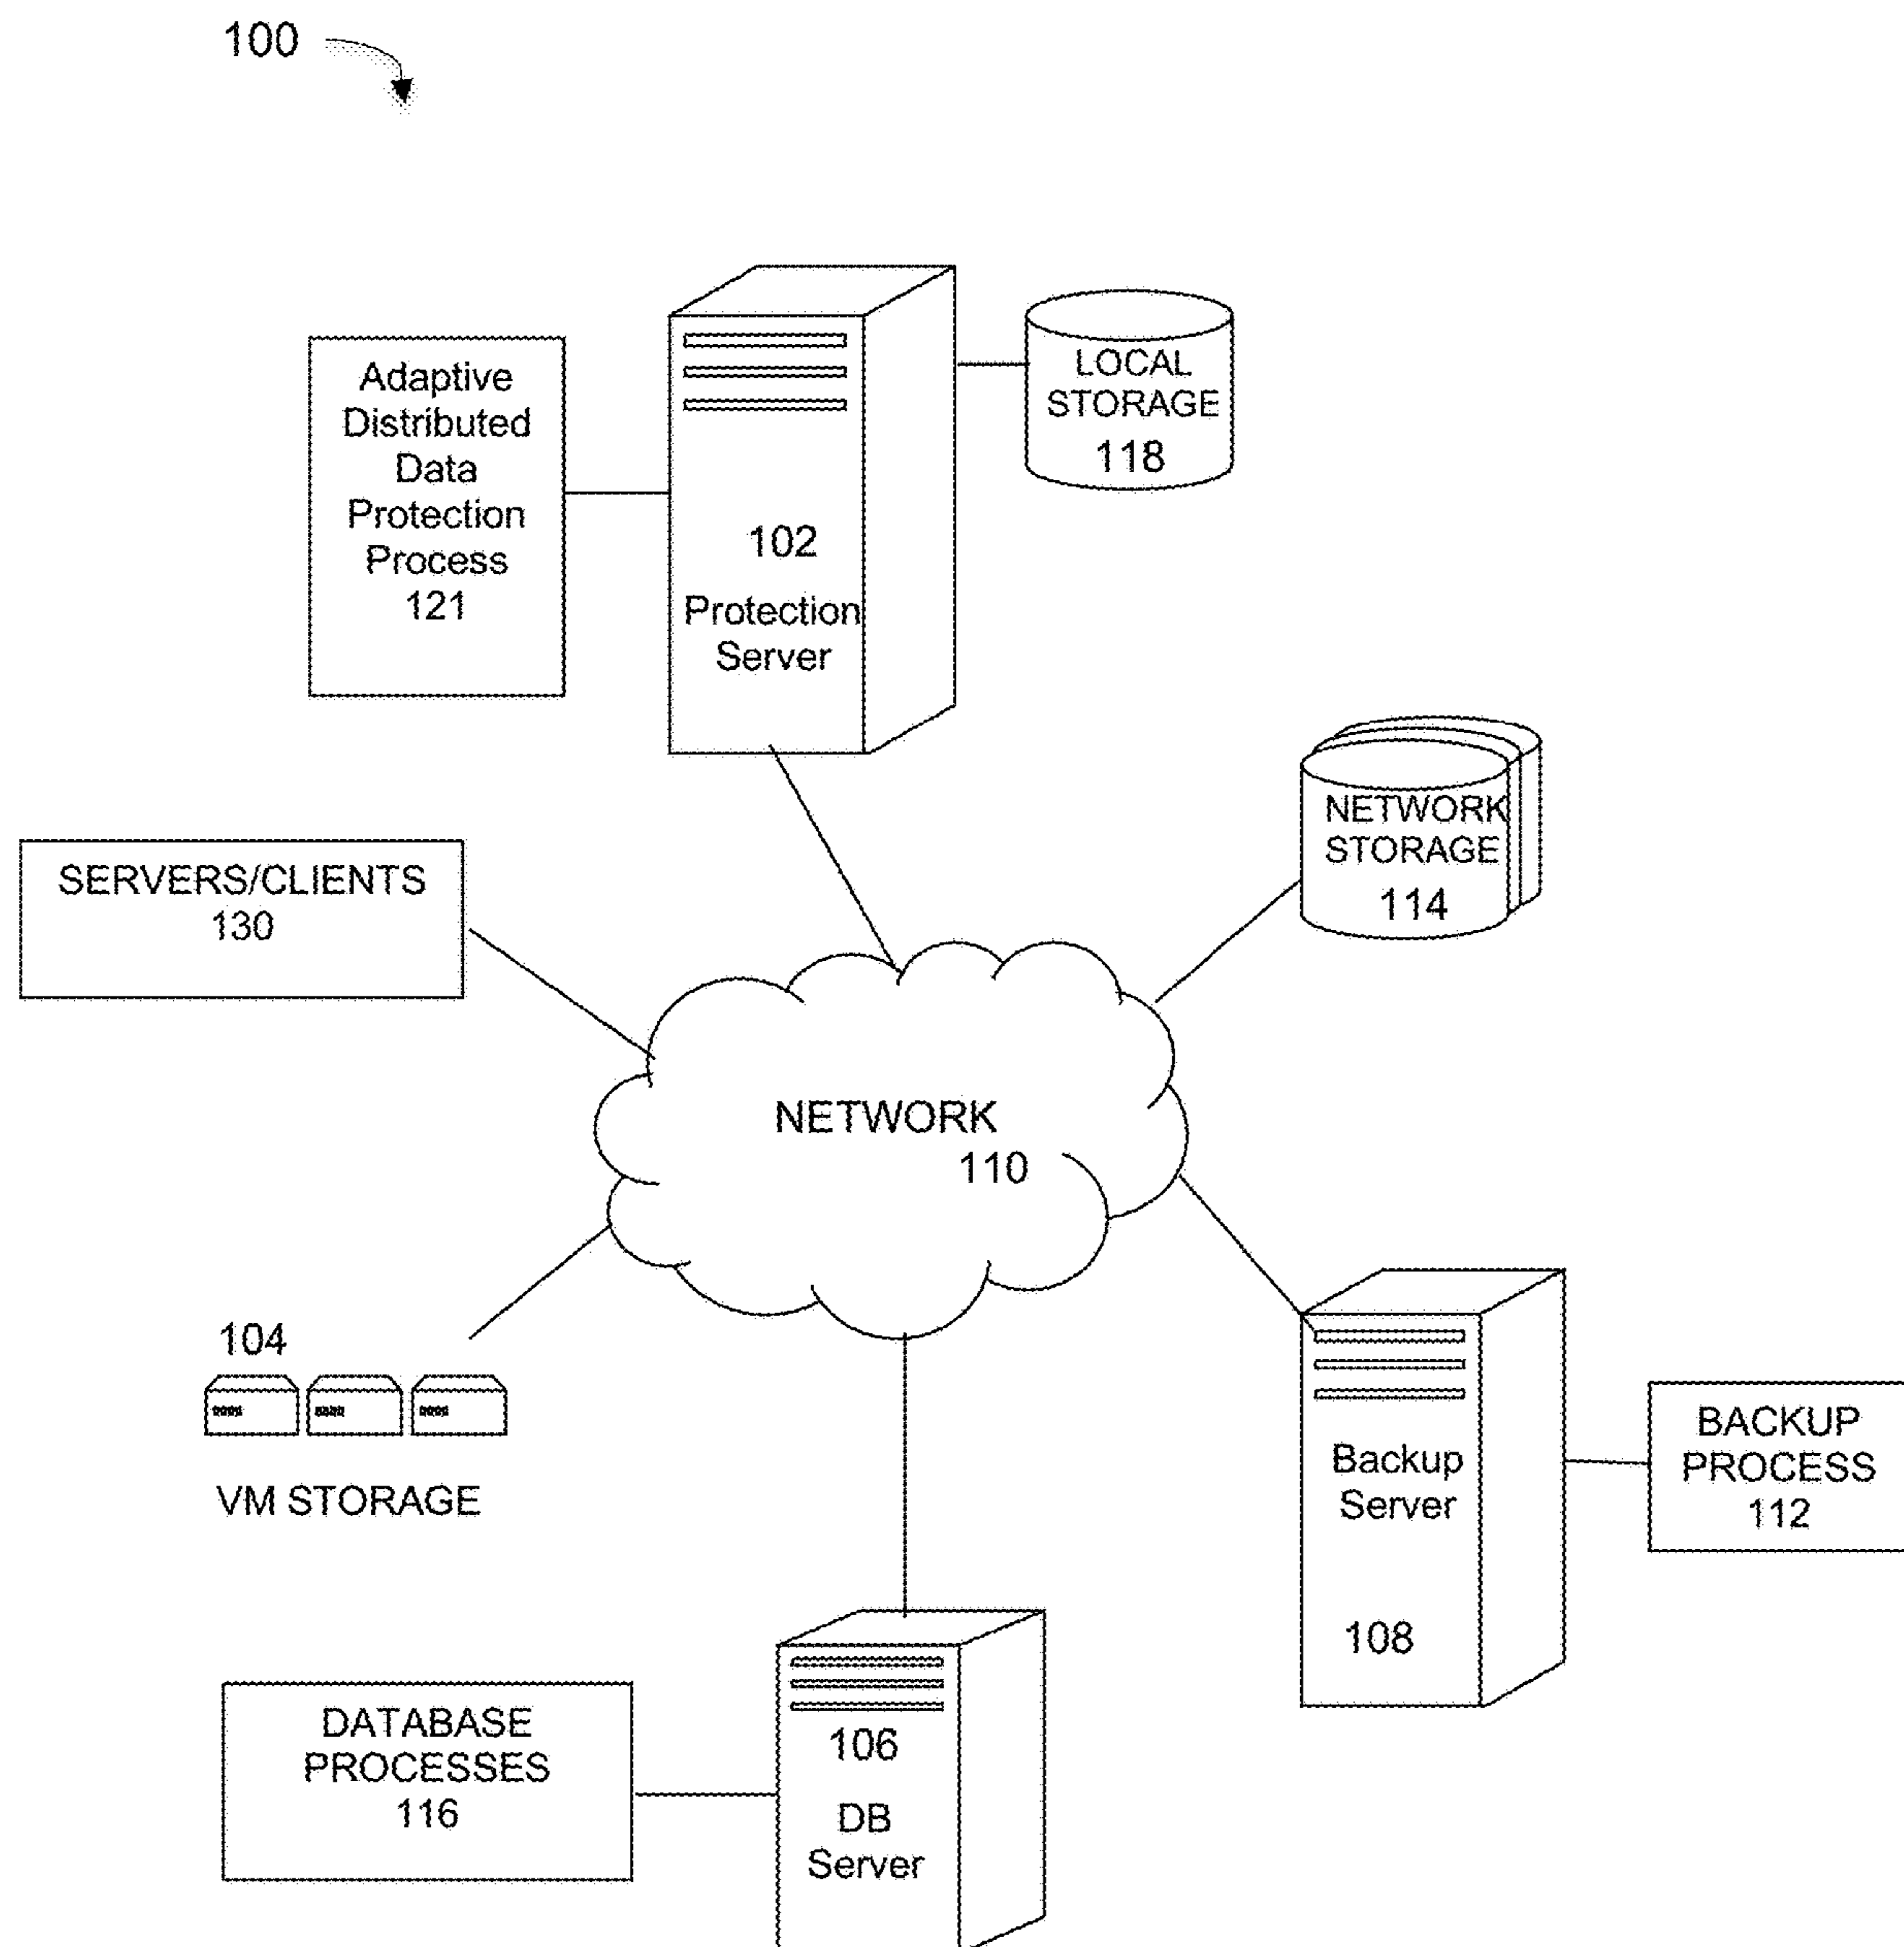 100
Adaptive
Distributed
Data
Protection
Process
121
102
Protection
Server
LOCAL
STORAGE
118
NETWORK
STORAGE
114
SERVERS/CLIENTS
130
NETWORK
110
104
VM STORAGE
Backup
Server
108
BACKUP
PROCESS
112
DATABASE
PROCESSES
116
106
DB
Server